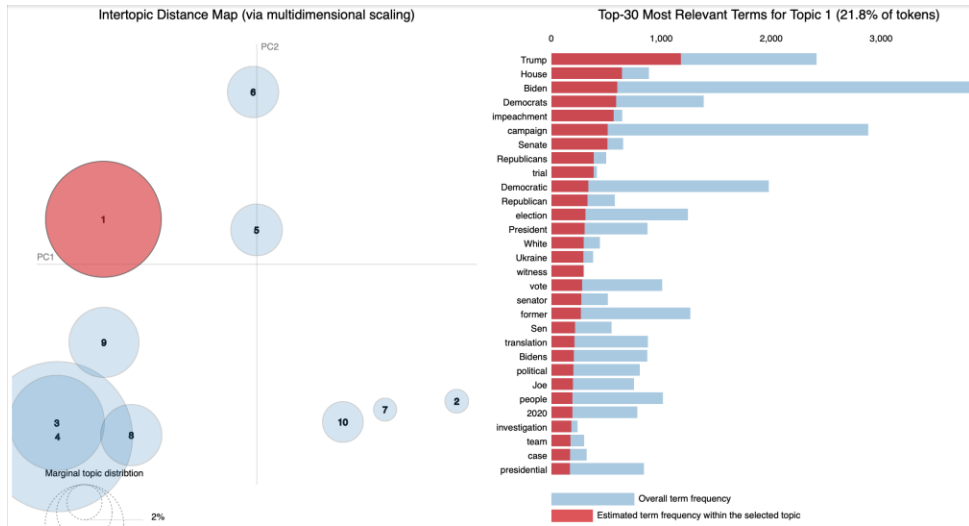 Intertopic Distance Map (via multidimensional scaling)
PC2
6
1
5
PC1
9
3
4
8
10
7
2
Marginal topic distribtion
2%
Top-30 Most Relevant Terms for Topic 1 (21.8% of tokens)
0 1,000 2,000 3,000
Trump
House
Biden
Democrats
impeachment
campaign
Senate
Republicans
trial
Democratic
Republican
election
President
White
Ukraine
witness
vote
senator
former
Sen
translation
Bidens
political
Joe
people
2020
investigation
team
case
presidential
Overall term frequency
Estimated term frequency within the selected topic